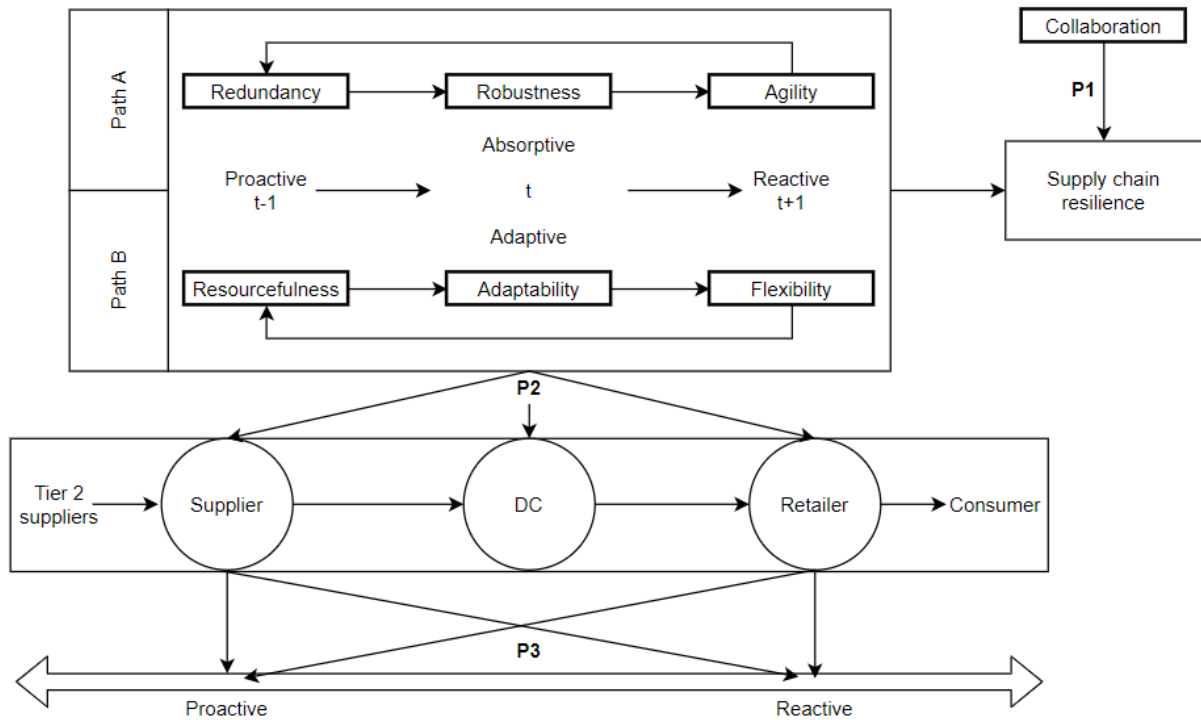 Collaboration
P1
Path A
Redundancy
Robustness
Agility
Absorptive
Proactive
t-1
t
Reactive
t+1
Supply chain
resilience
Path B
Adaptive
Resourcefulness
Adaptability
Flexibility
P2
Tier 2
suppliers
Supplier
DC
Retailer
Consumer
P3
Proactive
Reactive